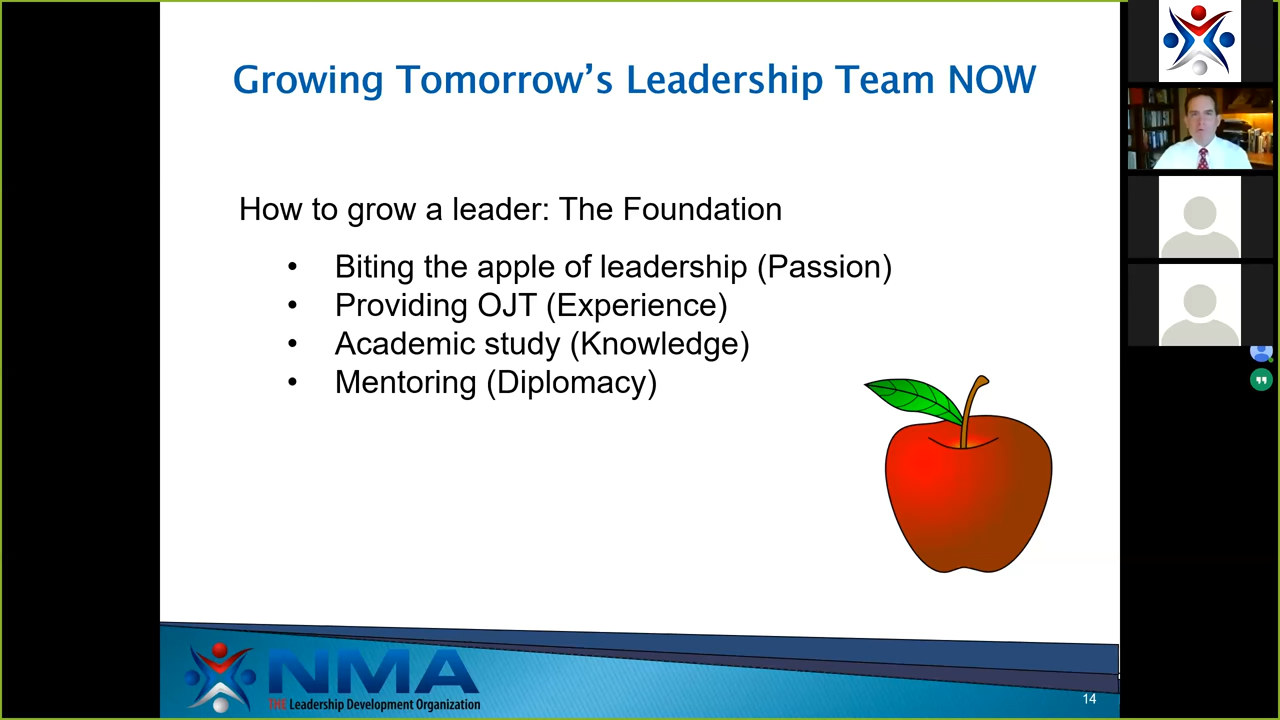 Growing Tomorrow’s Leadership Team NOW
How to grow a leader: The Foundation
• Biting the apple of leadership (Passion)
• Providing OJT (Experience)
• Academic study (Knowledge)
• Mentoring (Diplomacy)
NMA
THE Leadership Development Organization
14